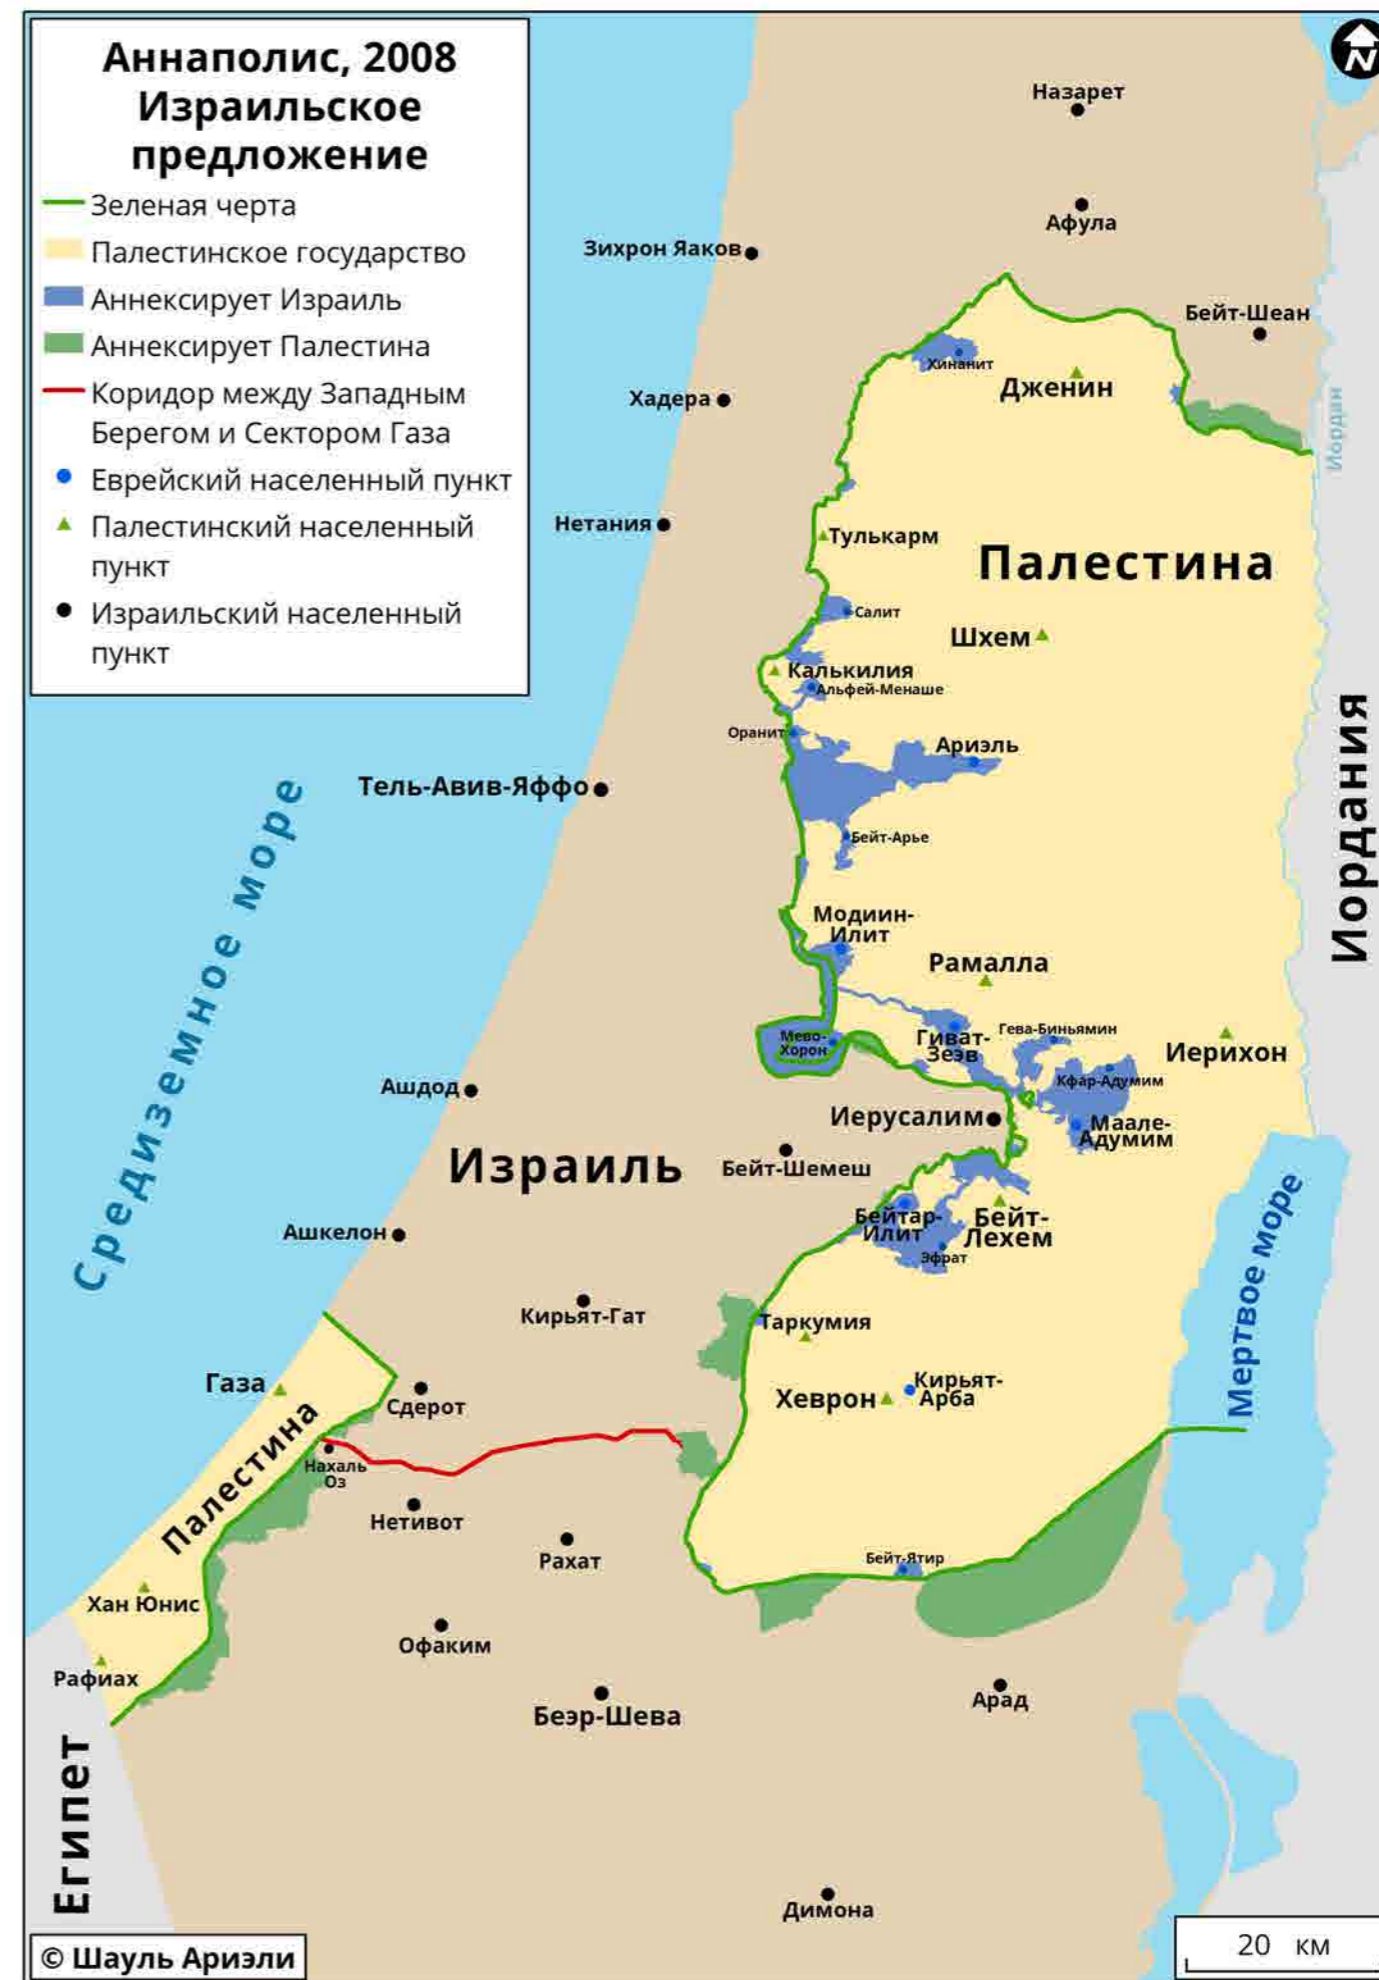 Аннаполис, 2008
Израильское
предложение
Зеленая черта
Палестинское государство
Аннексирует Израиль
Аннексирует Палестина
Коридор между Западным
Берегом и Сектором Газа
Еврейский населенный пункт
Палестинский населенный
пункт
Израильский населенный
пункт
N
Назарет
Афула
Зихрон Яаков
Бейт-Шеан
Хинанит
Дженин
Хадера
Иордан
Нетания
Тулькарм
Палестина
Салит
Шхем
Калькилия
Альфей-Менаше
Оранит
Ариэль
Иордания
Тель-Авив-Яффо
Средиземное море
Бейт-Арье
Модиин-
Илит
Рамалла
Мево-
Хорон
Гиват-
Зеэв
Гева-Биньямин
Иерихон
Кфар-Адумим
Ашдод
Иерусалим
Маале-
Адумим
Израиль
Бейт-Шемеш
Бейтар-
Илит
Бейт-
Лехем
Эфрат
Мертвое море
Ашкелон
Кирьят-Гат
Таркумия
Газа
Сдерот
Хеврон
Кирьят-
Арба
Палестина
Нахаль
Оз
Нетивот
Рахат
Бейт-Ятир
Хан Юнис
Офаким
Рафиах
Беэр-Шева
Арад
Египет
Димона
© Шауль Ариэли
20 км